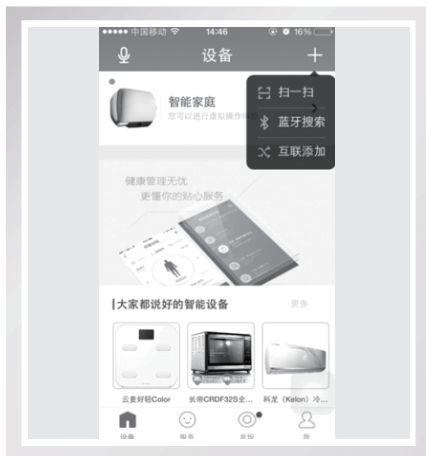 中国移动 14:46 16%
设备
扫一扫
智能家庭
您可以进行虚拟操作体
蓝牙搜索
互联添加
健康管理无忧
更懂你的贴心服务
大家都说好的智能设备 更多
云麦好轻Color 长帝CRDF32S全... 科龙（Kelon）冷...
设备 服务 发现 我